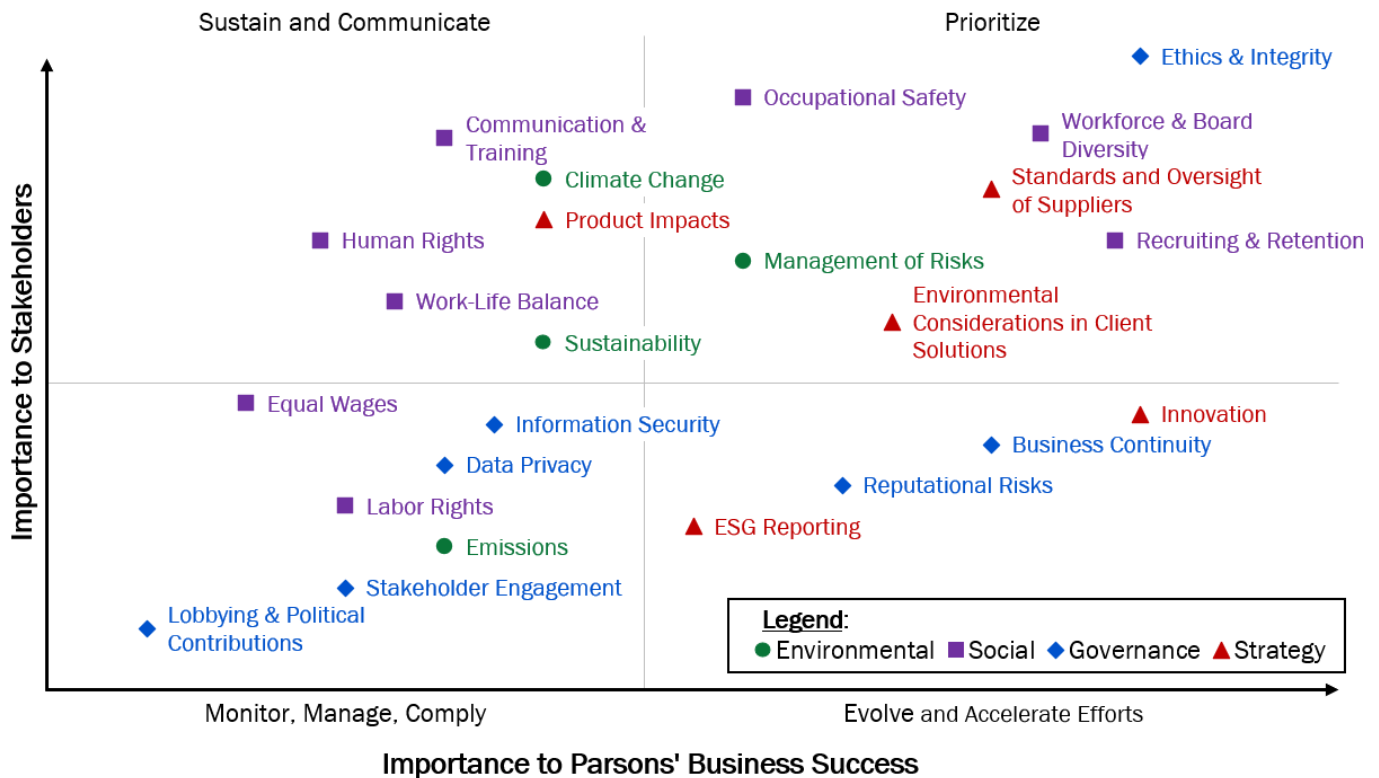 Sustain and Communicate
Prioritize
Ethics & Integrity
Occupational Safety
Communication &
Training
Workforce & Board
Diversity
Climate Change
Standards and Oversight
of Suppliers
Product Impacts
Human Rights
Recruiting & Retention
Management of Risks
Work-Life Balance
Environmental
Considerations in Client
Solutions
Sustainability
Importance to Stakeholders
Equal Wages
Information Security
Innovation
Business Continuity
Data Privacy
Reputational Risks
Labor Rights
ESG Reporting
Emissions
Stakeholder Engagement
Lobbying & Political
Contributions
Legend:
Environmental Social Governance Strategy
Monitor, Manage, Comply
Evolve and Accelerate Efforts
Importance to Parsons' Business Success